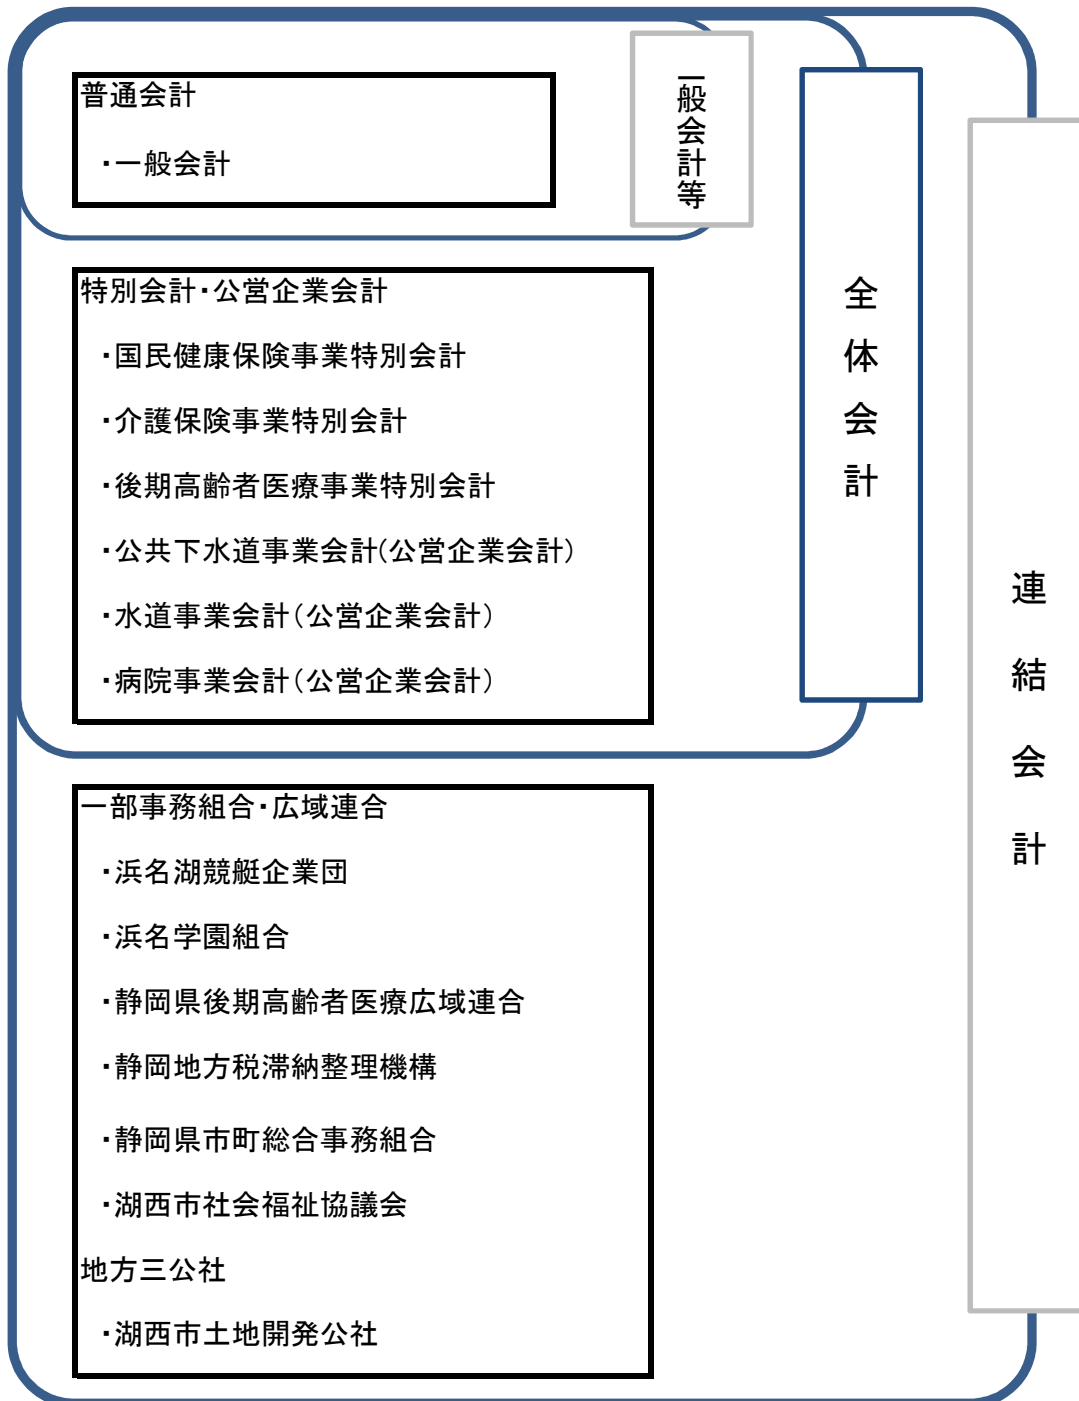 普通会計
・一般会計
一般会計等
特別会計・公営企業会計
・国民健康保険事業特別会計
・介護保険事業特別会計
・後期高齢者医療事業特別会計
・公共下水道事業会計(公営企業会計)
・水道事業会計(公営企業会計)
・病院事業会計(公営企業会計)
全体会計
一部事務組合・広域連合
・浜名湖競艇企業団
・浜名学園組合
・静岡県後期高齢者医療広域連合
・静岡地方税滞納整理機構
・静岡県市町総合事務組合
・湖西市社会福祉協議会
地方三公社
・湖西市土地開発公社
連結会計